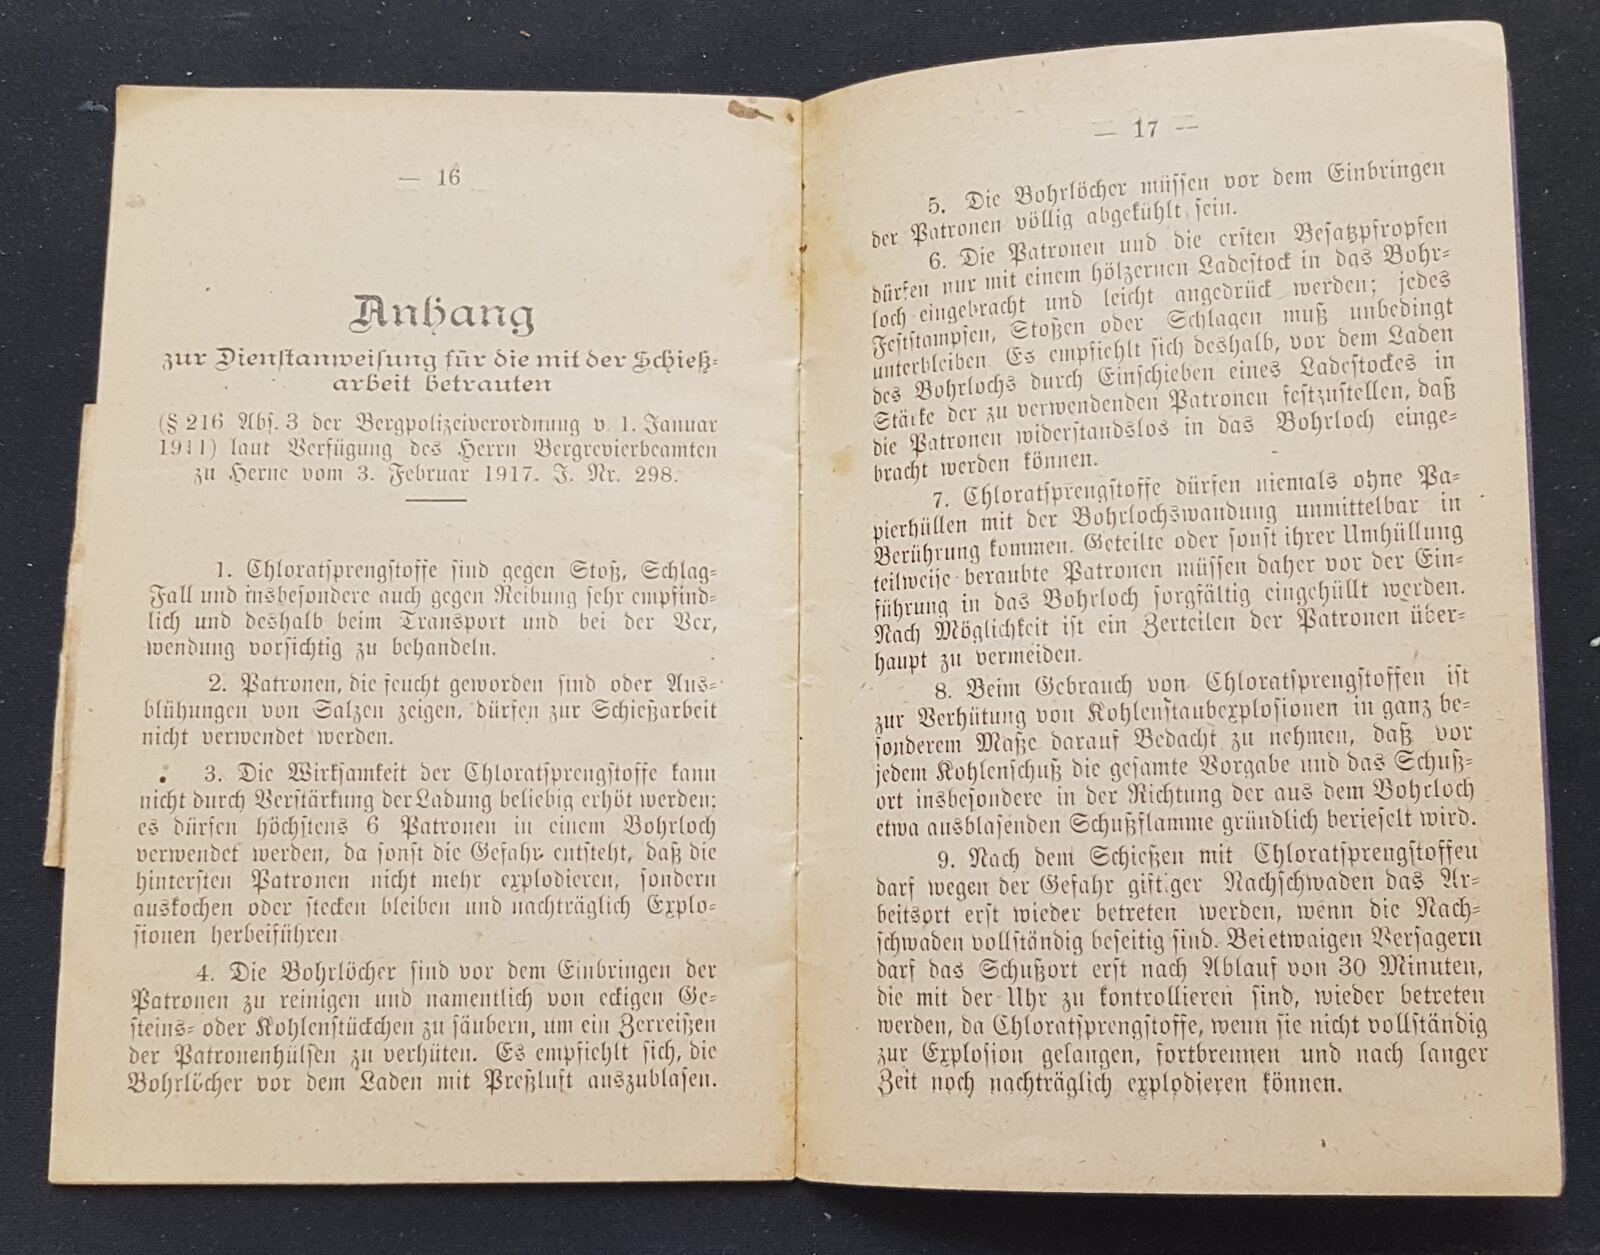 — 16
Anhang
zur Dienstanweisung für die mit der Schieß-
arbeit betrauten
(§ 216 Abs. 3 der Bergpolizeiverordnung v. 1. Januar
1911) laut Verfügung des Herrn Bergrevierbeamten
zu Herne vom 3. Februar 1917. J. Nr. 298.
1. Chloratsprengstoffe sind gegen Stoß, Schlag-
Fall und insbesondere auch gegen Reibung sehr empfind-
lich und deshalb beim Transport und bei der Ver,
wendung vorsichtig zu behandeln.
2. Patronen, die feucht geworden sind oder Aus-
blühungen von Salzen zeigen, dürfen zur Schießarbeit
nicht verwendet werden.
3. Die Wirksamkeit der Chloratsprengstoffe kann
nicht durch Verstärkung der Ladung beliebig erhöt werden;
es dürfen höchstens 6 Patronen in einem Bohrloch
verwendet werden, da sonst die Gefahr entsteht, daß die
hintersten Patronen nicht mehr explodieren, sondern
auskochen oder stecken bleiben und nachträglich Explo-
sionen herbeiführen
4. Die Bohrlöcher sind vor dem Einbringen der
Patronen zu reinigen und namentlich von eckigen Ge-
steins- oder Kohlenstückchen zu säubern, um ein Zerreißen
der Patronenhülsen zu verhüten. Es empfiehlt sich, die
Bohrlöcher vor dem Laden mit Preßluft auszublasen.
— 17 —
5. Die Bohrlöcher müssen vor dem Einbringen
der Patronen völlig abgekühlt sein.
6. Die Patronen und die ersten Besatzpfropfen
dürfen nur mit einem hölzernen Ladestock in das Bohr-
loch eingebracht und leicht angedrück werden; jedes
Feststampfen, Stoßen oder Schlagen muß unbedingt
unterbleiben. Es empfiehlt sich deshalb, vor dem Laden
des Bohrlochs durch Einschieben eines Ladestockes in
Stärke der zu verwendenden Patronen festzustellen, daß
die Patronen widerstandslos in das Bohrloch einge-
bracht werden können.
7. Chloratsprengstoffe dürfen niemals ohne Pa-
pierhüllen mit der Bohrlochswandung unmittelbar in
Berührung kommen. Geteilte oder sonst ihrer Umhüllung
teilweise beraubte Patronen müssen daher vor der Ein-
führung in das Bohrloch sorgfältig eingehüllt werden.
Nach Möglichkeit ist ein Zerteilen der Patronen über-
haupt zu vermeiden.
8. Beim Gebrauch von Chloratsprengstoffen ist
zur Verhütung von Kohlenstaubexplosionen in ganz be-
sonderem Maße darauf Bedacht zu nehmen, daß vor
jedem Kohlenschuß die gesamte Vorgabe und das Schuß-
ort insbesondere in der Richtung der aus dem Bohrloch
etwa ausblasenden Schußflamme gründlich berieselt wird.
9. Nach dem Schießen mit Chloratsprengstoffen
darf wegen der Gefahr giftiger Nachschwaden das Ar-
beitsort erst wieder betreten werden, wenn die Nach-
schwaden vollständig beseitig sind. Bei etwaigen Versagern
darf das Schußort erst nach Ablauf von 30 Minuten,
die mit der Uhr zu kontrollieren sind, wieder betreten
werden, da Chloratsprengstoffe, wenn sie nicht vollständig
zur Explosion gelangen, fortbrennen und nach langer
Zeit noch nachträglich explodieren können.